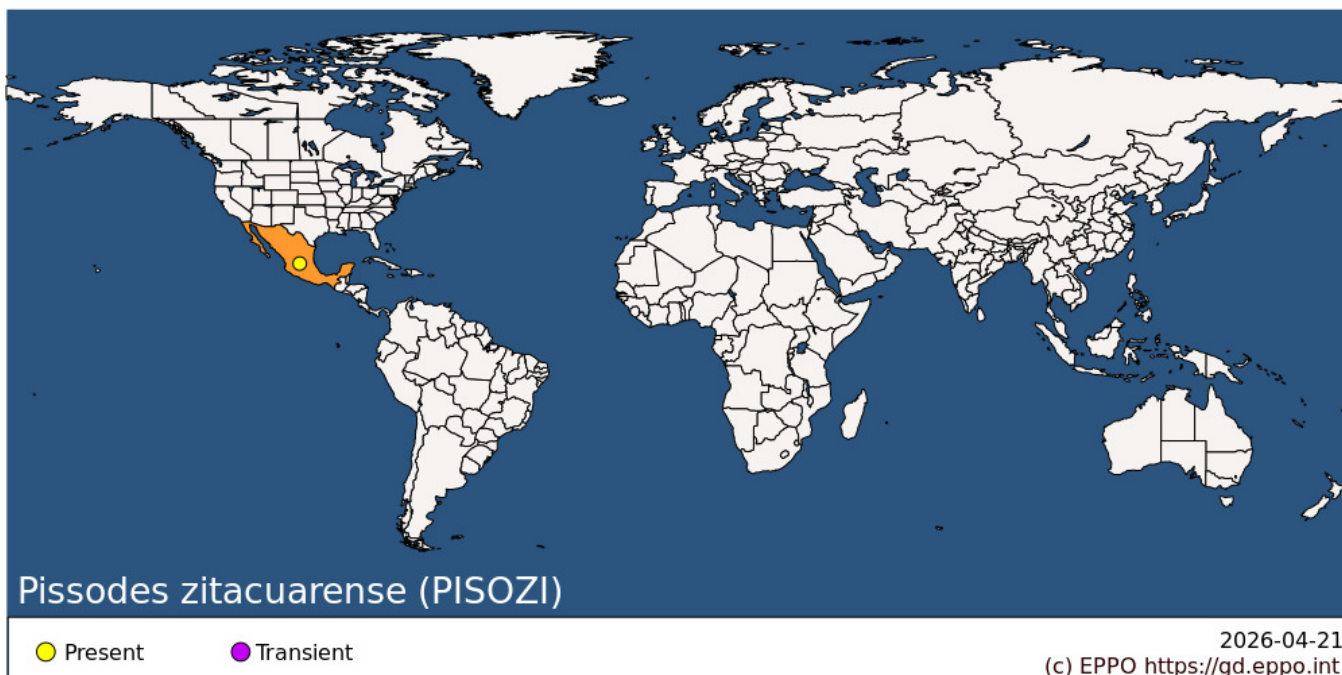 Pissodes zitacuarense (PISOZI)
Present
Transient
2026-04-21
(c) EPPO https://gd.eppo.int